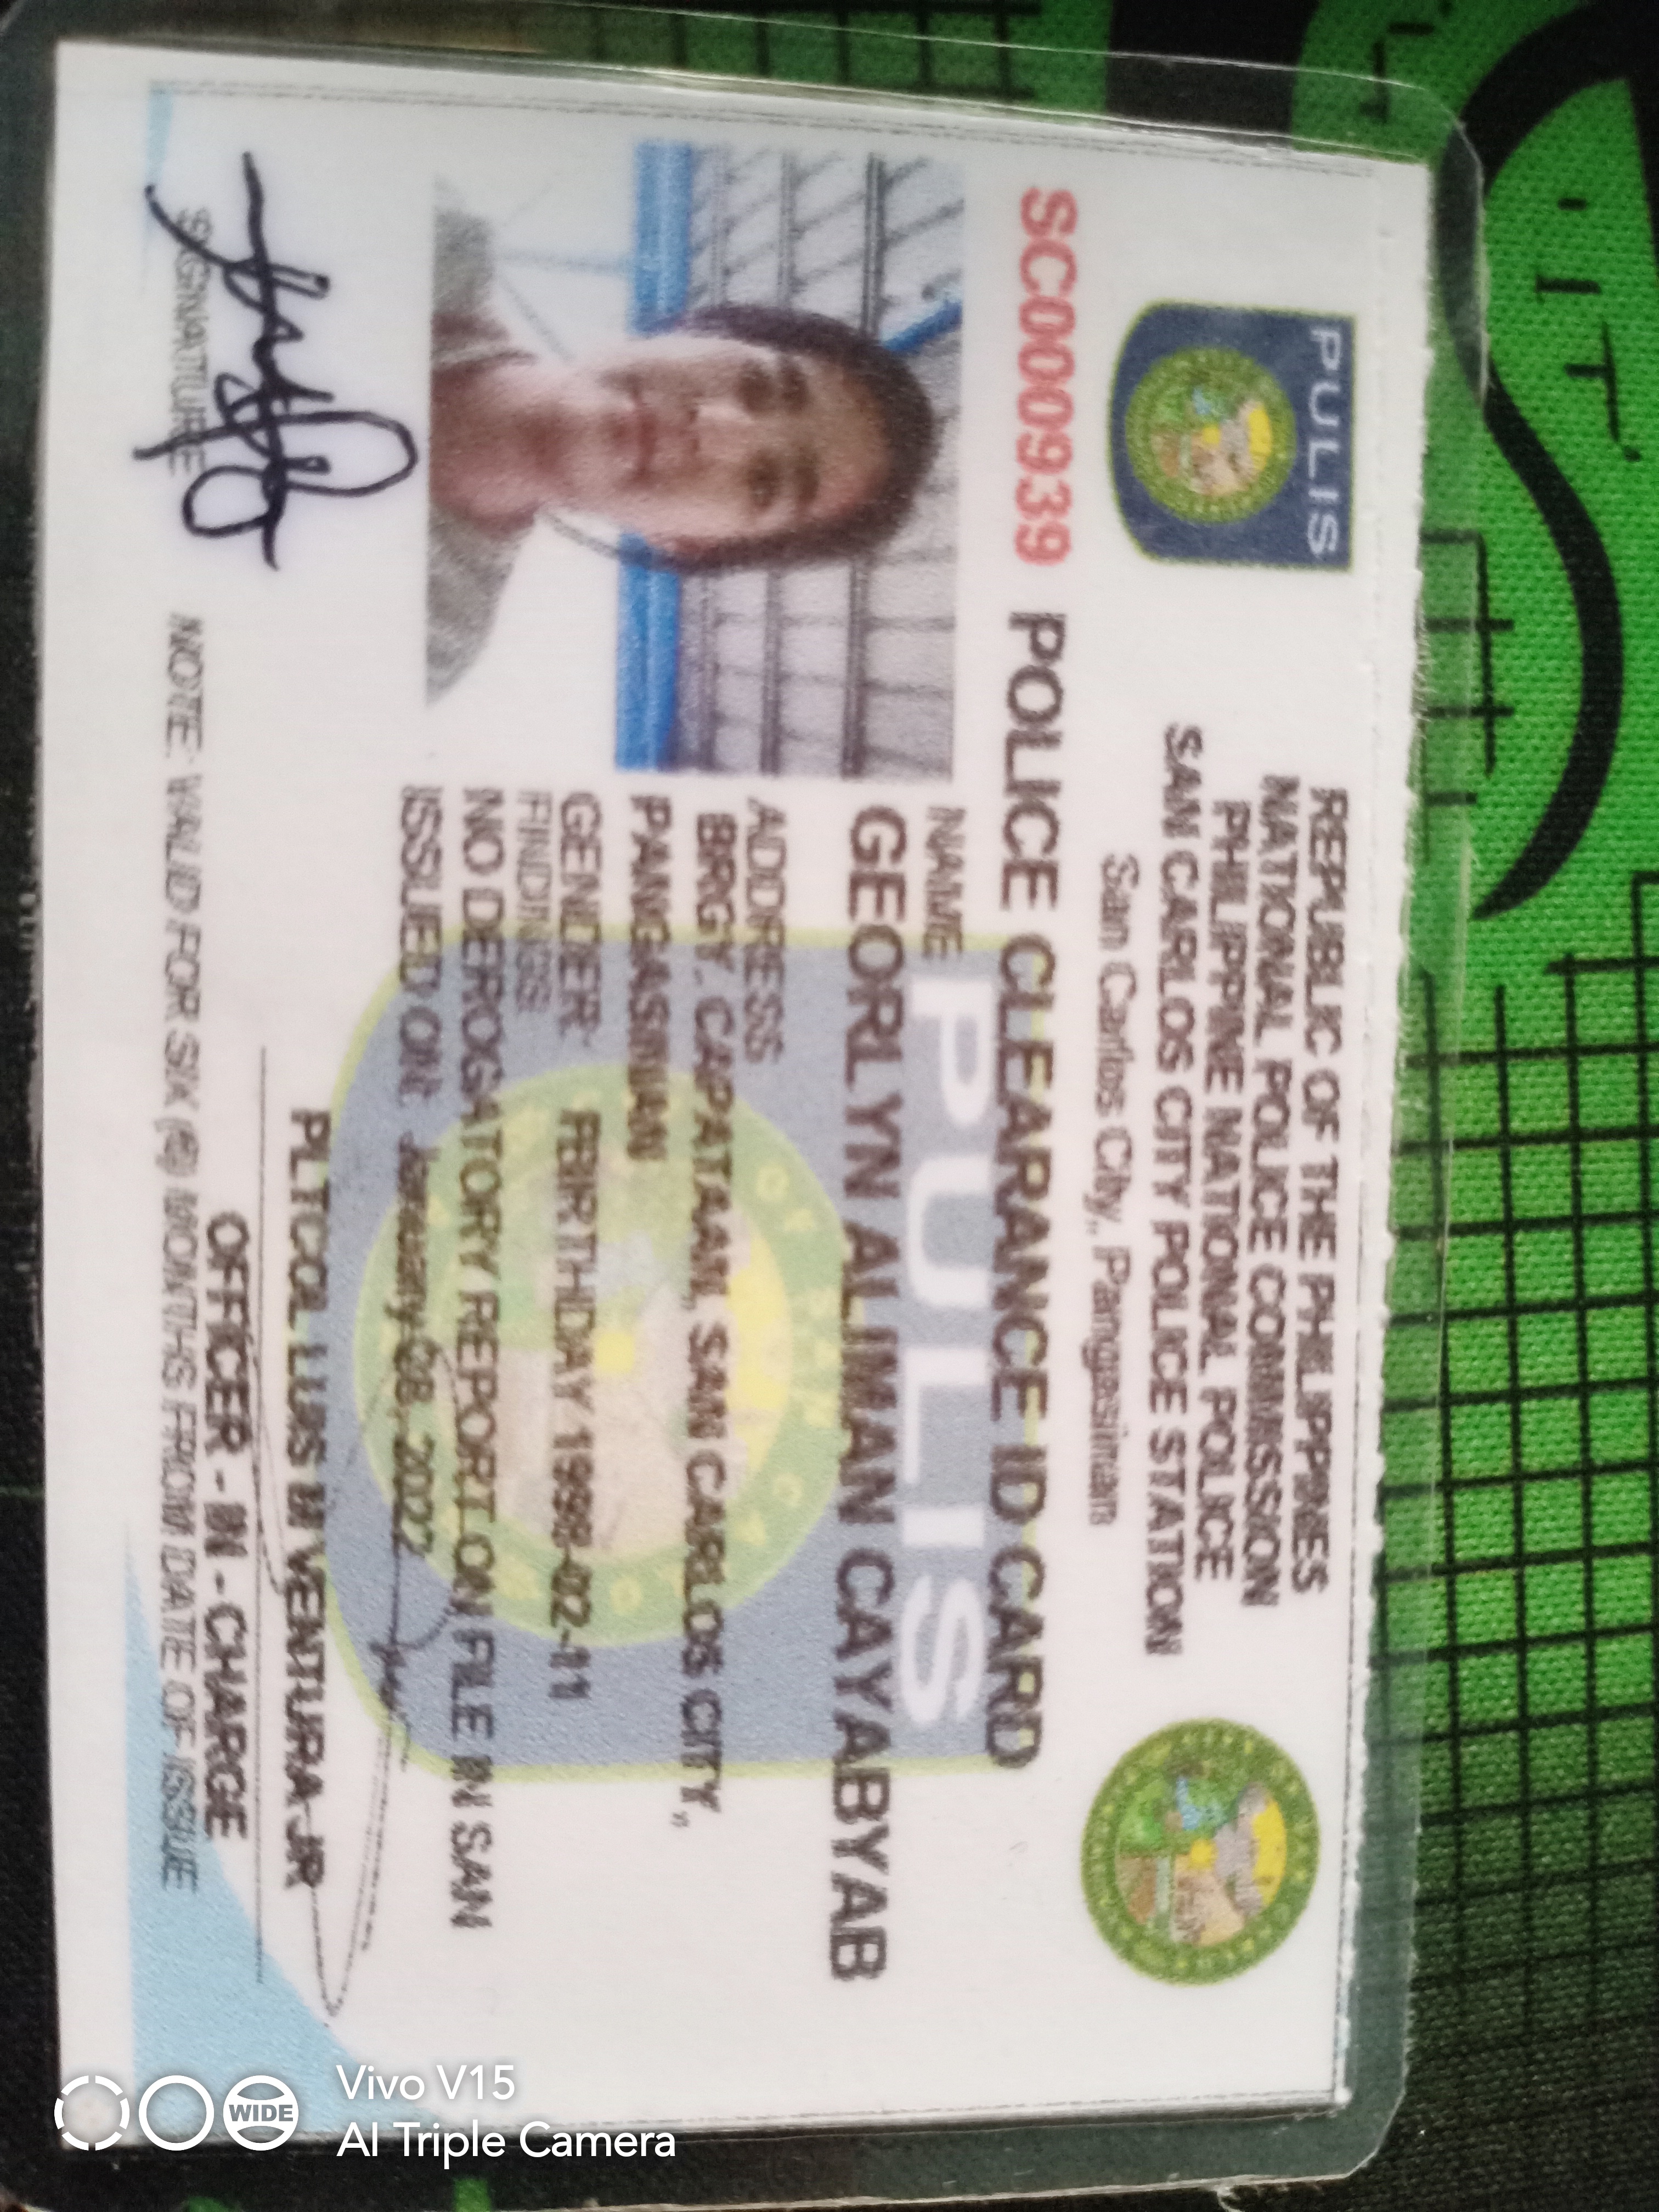 PULIS
REPUBLIC OF THE PHILIPPINES
NATIONAL POLICE COMMISSION
PHILIPPINE NATIONAL POLICE
SAN CARLOS CITY POLICE STATION
San Carlos City, Pangasinan
SC0000939 POLICE CLEARANCE ID CARD
PULIS
NAME
GEORLYN ALIMAN CAYABYAB
ADDRESS
BRGY. CAPATAAN, SAN CARLOS CITY,,
PANGASINAN
GENDER FBIRTHDAY 1998-02-11
FINDINGS
NO DEROGATORY REPORT ON FILE IN SAN
ISSUED ON January 08, 2022
PLTCOL LUIS M VENTURA JR
OFFICER - IN - CHARGE
SIGNATURE
NOTE: VALID FOR SIX (6) MONTHS FROM DATE OF ISSUE
WIDE
Vivo V15
AI Triple Camera